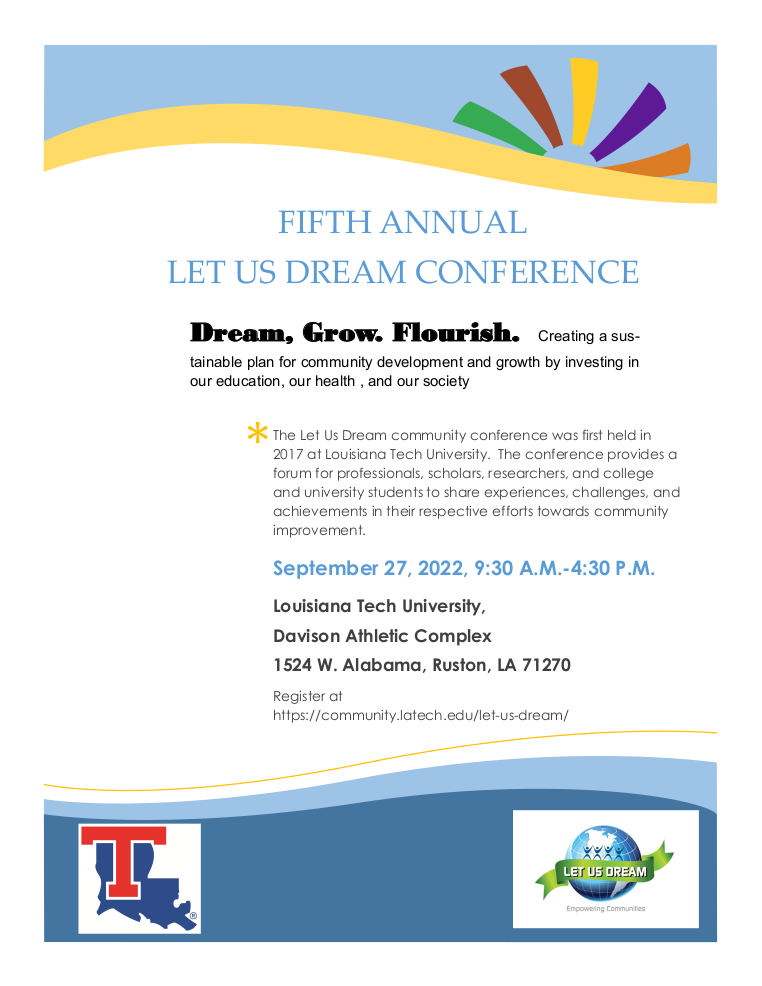 FIFTH ANNUAL
LET US DREAM CONFERENCE
Dream, Grow. Flourish. Creating a sus-
tainable plan for community development and growth by investing in
our education, our health , and our society
* The Let Us Dream community conference was first held in
2017 at Louisiana Tech University. The conference provides a
forum for professionals, scholars, researchers, and college
and university students to share experiences, challenges, and
achievements in their respective efforts towards community
improvement.
September 27, 2022, 9:30 A.M.-4:30 P.M.
Louisiana Tech University,
Davison Athletic Complex
1524 W. Alabama, Ruston, LA 71270
Register at
https://community.latech.edu/let-us-dream/
T
®
LET US DREAM
Empowering Communities